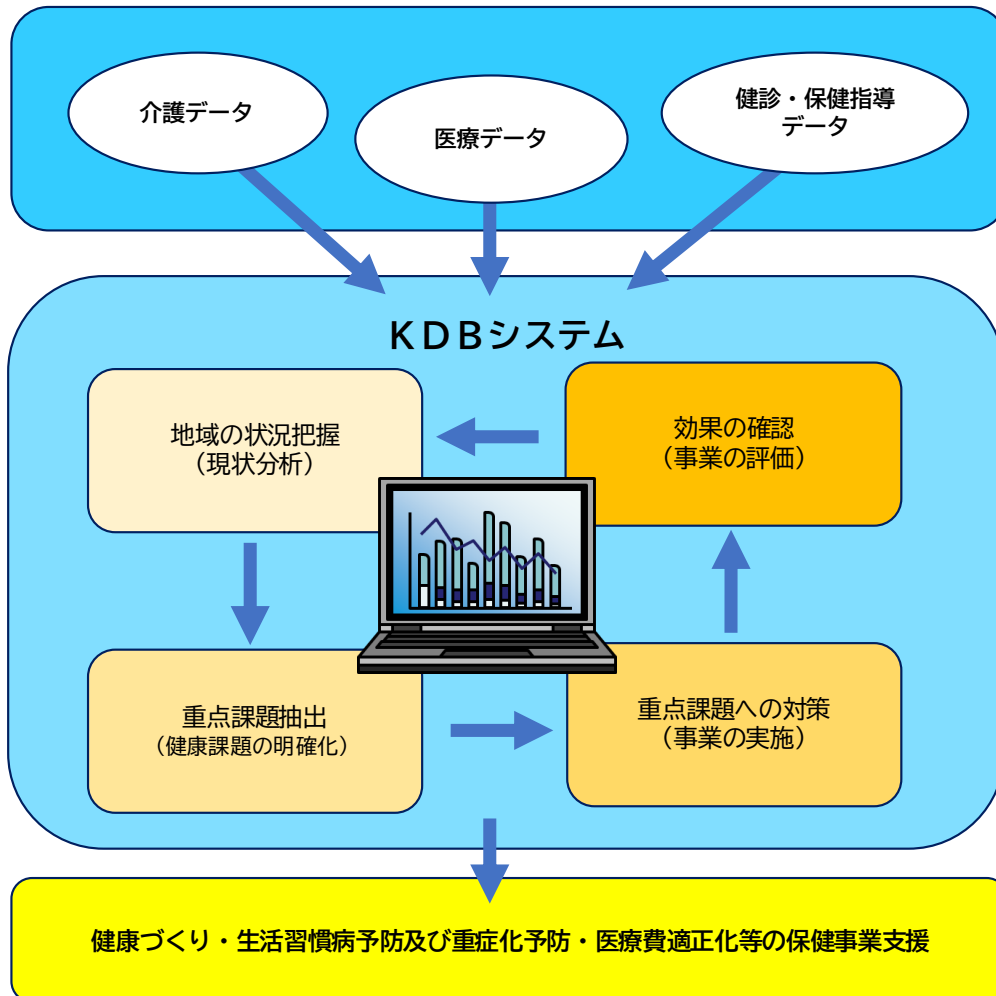 介護データ
医療データ
健診・保健指導
データ
ＫＤＢシステム
地域の状況把握
（現状分析）
効果の確認
（事業の評価）
重点課題抽出
（健康課題の明確化）
重点課題への対策
（事業の実施）
健康づくり・生活習慣病予防及び重症化予防・医療費適正化等の保健事業支援